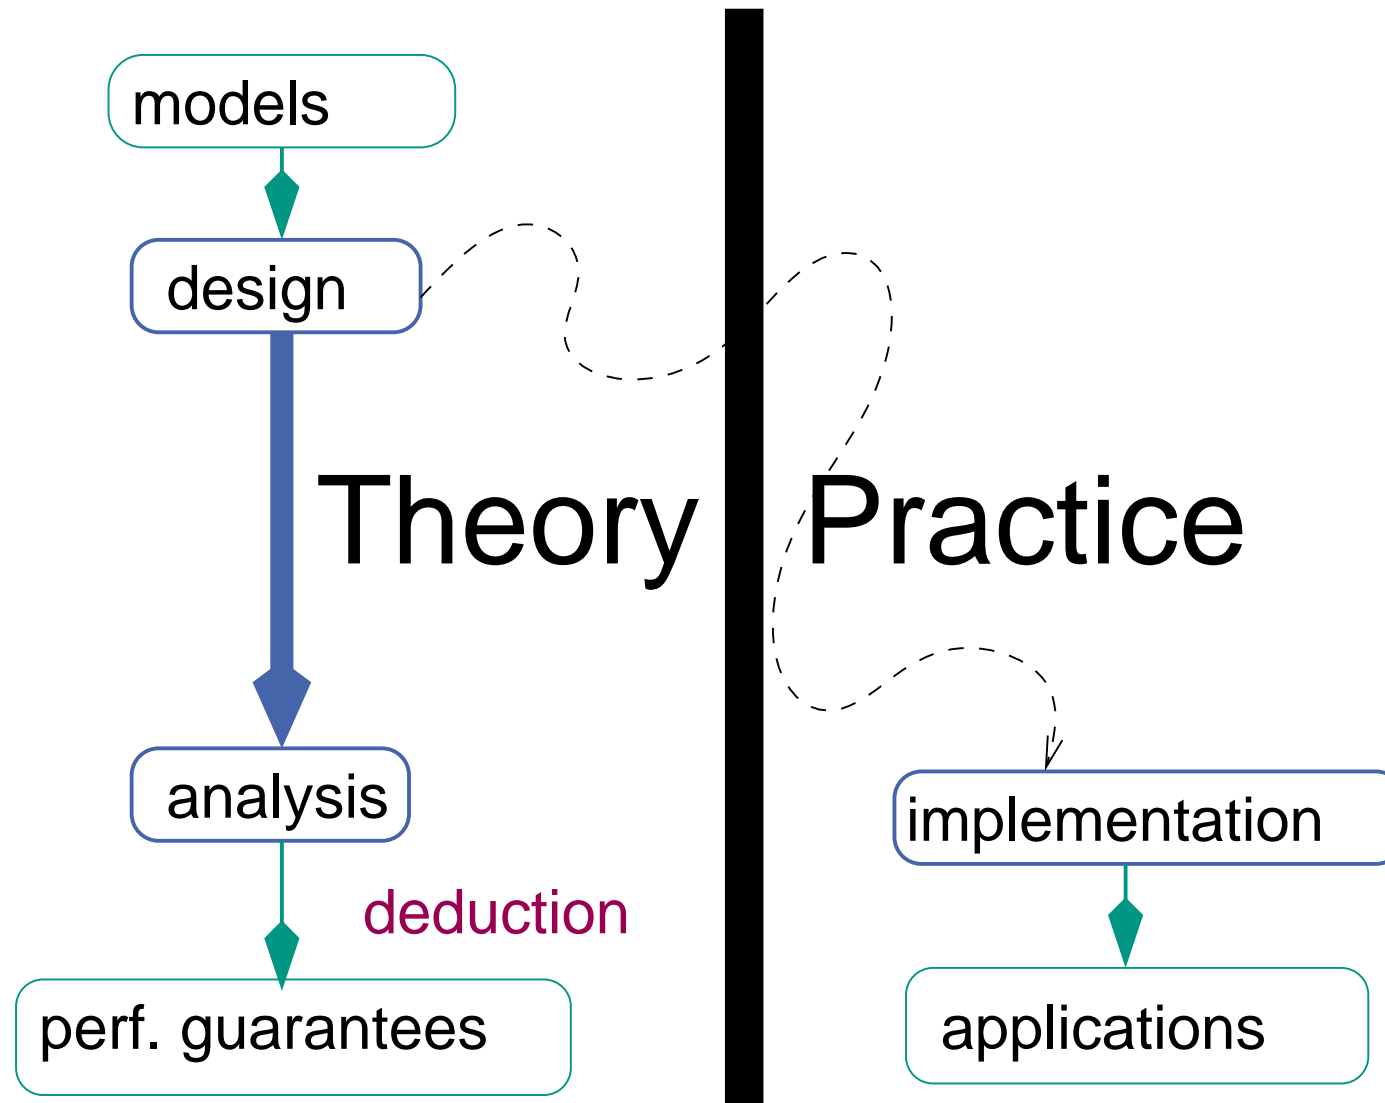 models
design
Theory
Practice
analysis
implementation
deduction
perf. guarantees
applications